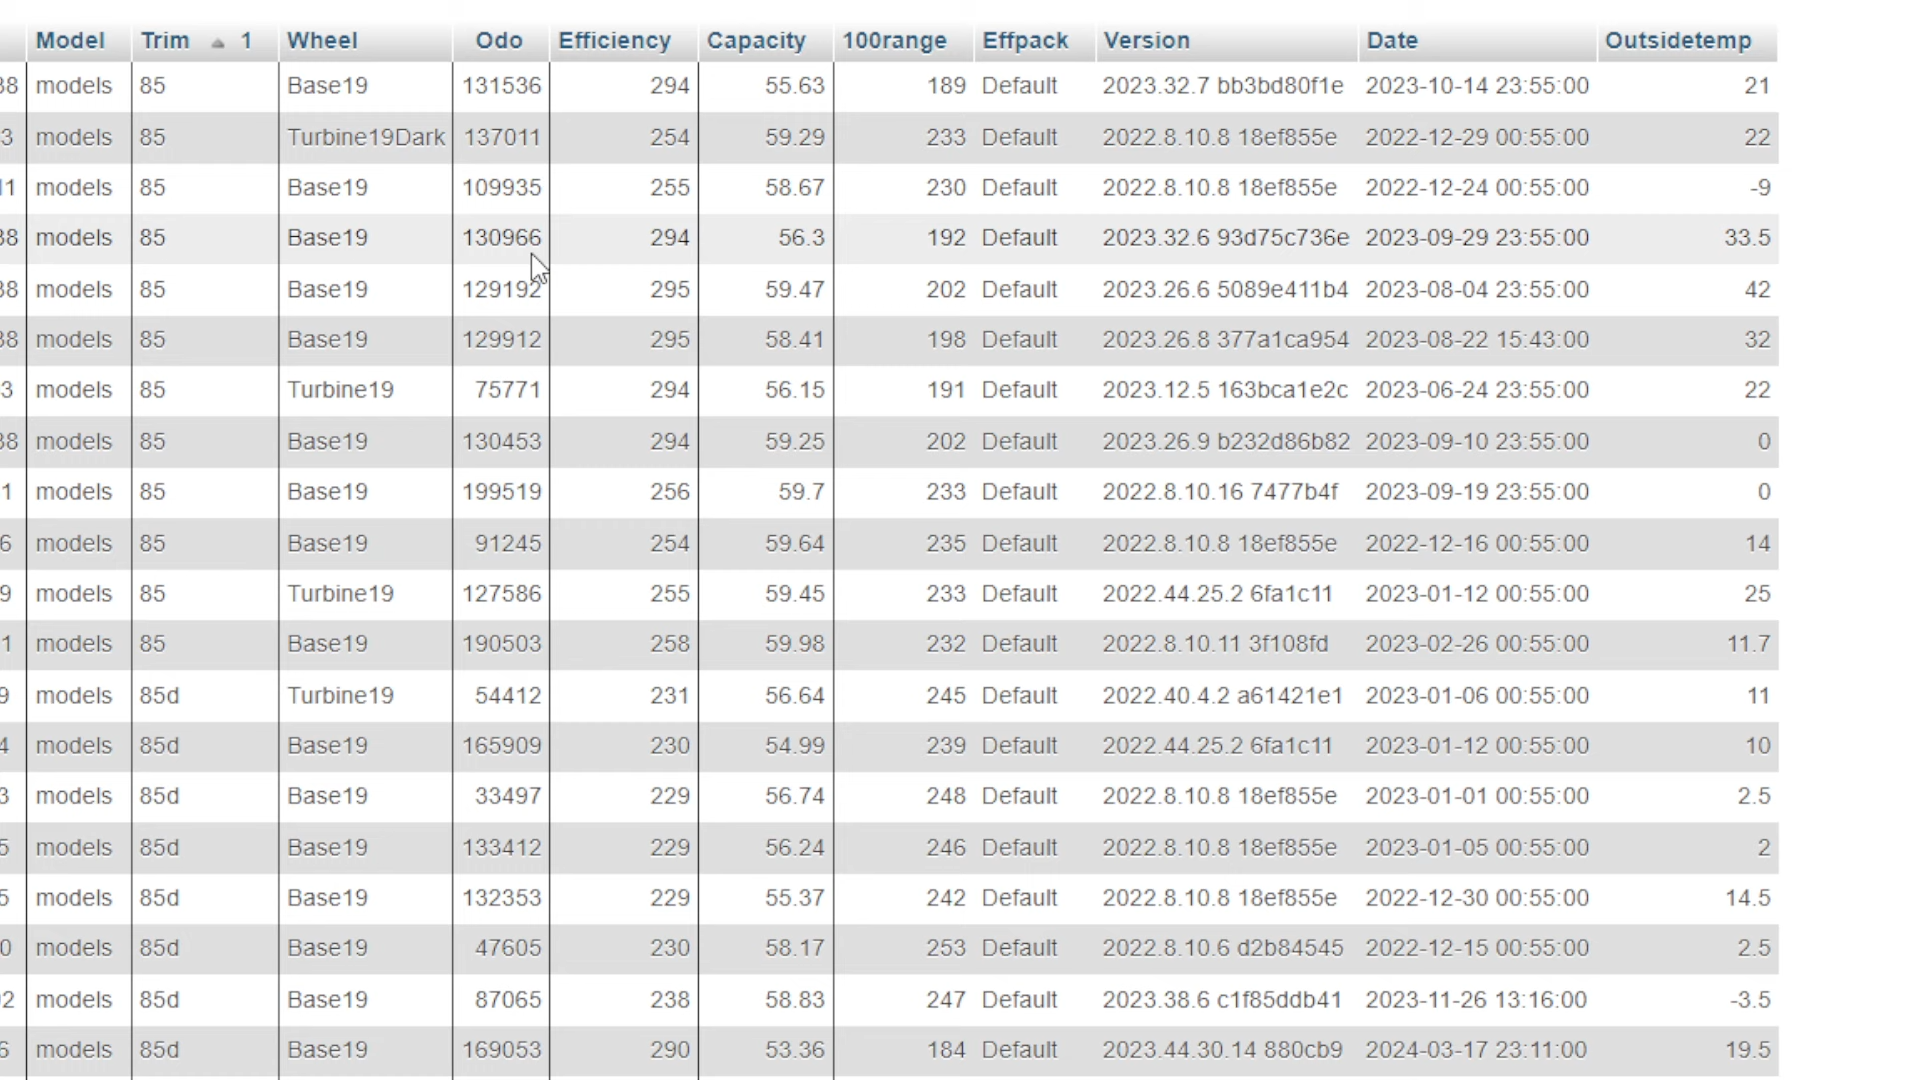 Model Trim 1 Wheel Odo Efficiency Capacity 100range Effpack Version Date Outsidetemp
38 models 85 Base19 131536 294 55.63 189 Default 2023.32.7 bb3bd80f1e 2023-10-14 23:55:00 21
3 models 85 Turbine19Dark 137011 254 59.29 233 Default 2022.8.10.8 18ef855e 2022-12-29 00:55:00 22
11 models 85 Base19 109935 255 58.67 230 Default 2022.8.10.8 18ef855e 2022-12-24 00:55:00 -9
38 models 85 Base19 130966 294 56.3 192 Default 2023.32.6 93d75c736e 2023-09-29 23:55:00 33.5
38 models 85 Base19 129192 295 59.47 202 Default 2023.26.6 5089e411b4 2023-08-04 23:55:00 42
38 models 85 Base19 129912 295 58.41 198 Default 2023.26.8 377a1ca954 2023-08-22 15:43:00 32
3 models 85 Turbine19 75771 294 56.15 191 Default 2023.12.5 163bca1e2c 2023-06-24 23:55:00 22
38 models 85 Base19 130453 294 59.25 202 Default 2023.26.9 b232d86b82 2023-09-10 23:55:00 0
1 models 85 Base19 199519 256 59.7 233 Default 2022.8.10.16 7477b4f 2023-09-19 23:55:00 0
6 models 85 Base19 91245 254 59.64 235 Default 2022.8.10.8 18ef855e 2022-12-16 00:55:00 14
9 models 85 Turbine19 127586 255 59.45 233 Default 2022.44.25.2 6fa1c11 2023-01-12 00:55:00 25
1 models 85 Base19 190503 258 59.98 232 Default 2022.8.10.11 3f108fd 2023-02-26 00:55:00 11.7
9 models 85d Turbine19 54412 231 56.64 245 Default 2022.40.4.2 a61421e1 2023-01-06 00:55:00 11
4 models 85d Base19 165909 230 54.99 239 Default 2022.44.25.2 6fa1c11 2023-01-12 00:55:00 10
3 models 85d Base19 33497 229 56.74 248 Default 2022.8.10.8 18ef855e 2023-01-01 00:55:00 2.5
5 models 85d Base19 133412 229 56.24 246 Default 2022.8.10.8 18ef855e 2023-01-05 00:55:00 2
5 models 85d Base19 132353 229 55.37 242 Default 2022.8.10.8 18ef855e 2022-12-30 00:55:00 14.5
0 models 85d Base19 47605 230 58.17 253 Default 2022.8.10.6 d2b84545 2022-12-15 00:55:00 2.5
2 models 85d Base19 87065 238 58.83 247 Default 2023.38.6 c1f85ddb41 2023-11-26 13:16:00 -3.5
6 models 85d Base19 169053 290 53.36 184 Default 2023.44.30.14 880cb9 2024-03-17 23:11:00 19.5